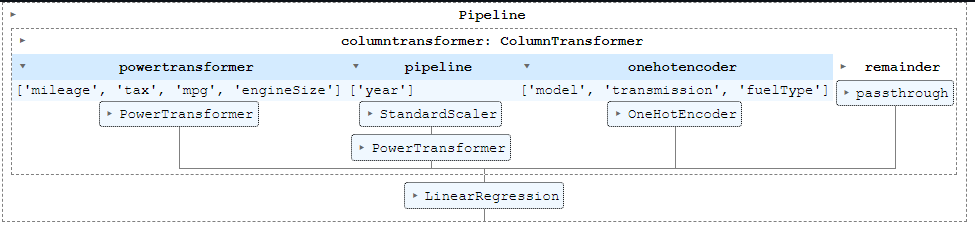 Pipeline
columntransformer: ColumnTransformer
powertransformer pipeline onehotencoder remainder
['mileage', 'tax', 'mpg', 'engineSize'] ['year'] ['model', 'transmission', 'fuelType'] passthrough
PowerTransformer StandardScaler OneHotEncoder
PowerTransformer
LinearRegression